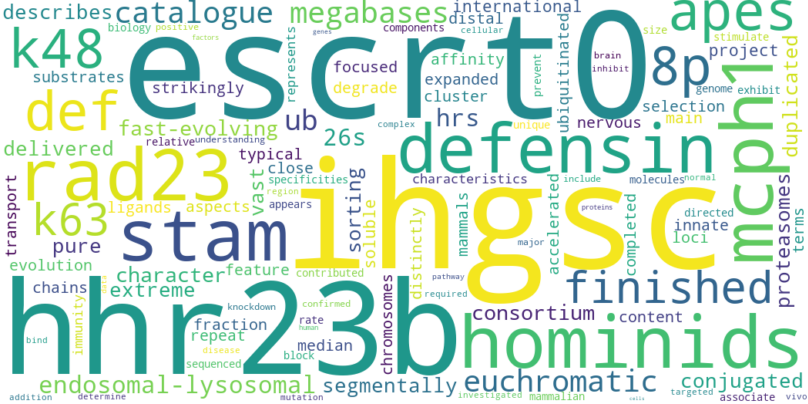 describes catalogue megabases international apes
biology positive components distal cellular size stimulate
k48 factors genes project
substrates strikingly represents focused affinity prevent ubiquitinated 8p brain inhibit duplicated
escrt0
degrade expanded cluster genome exhibit
def ub hrs selection
fast-evolving complex unique nervous main
delivered relative understanding 26s defensin mcph1
typical close vast specificities characteristics
rad23 region mammals include molecules normal innate
transport ligands aspects sorting soluble appears distinctly accelerated proteins completed directed loci proteasomes terms
k63 ihgsc
pure stam major
evolution character feature contributed pathway finished
chains extreme data knockdown confirmed required
immunity fraction rate human chromosomes consortium content
hhr23b hominids
bind repeat median
disease block
sequenced
endosomal-lysosomal segmentally euchromatic conjugated
addition determine mutation investigated mammalian cells targeted associate vivo